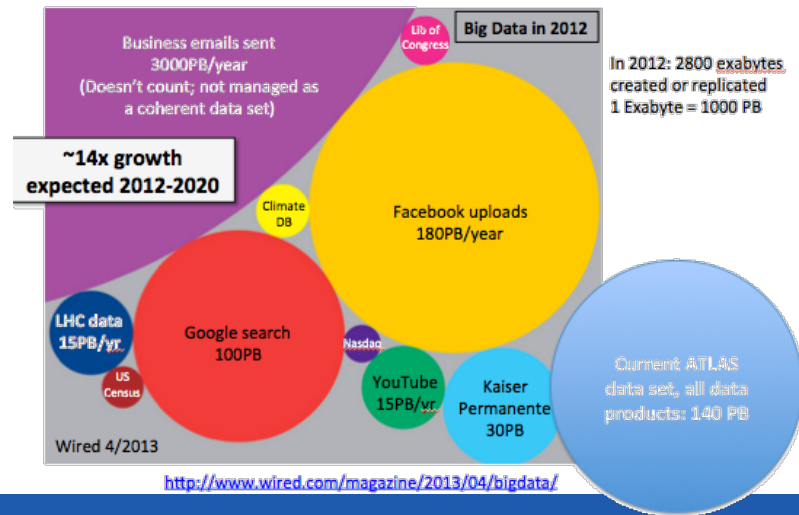 Business emails sent
3000PB/year
(Doesn't count; not managed as
a coherent data set)
Lib of
Congress
Big Data in 2012
In 2012: 2800 exabytes
created or replicated
1 Exabyte = 1000 PB
~14x growth
expected 2012-2020
Climate
DB
Facebook uploads
180PB/year
LHC data
15PB/yr
Google search
100PB
Nasdaq
US
Census
YouTube
15PB/yr
Kaiser
Permanente
30PB
Current ATLAS
data set, all data
products: 140 PB
Wired 4/2013
http://www.wired.com/magazine/2013/04/bigdata/